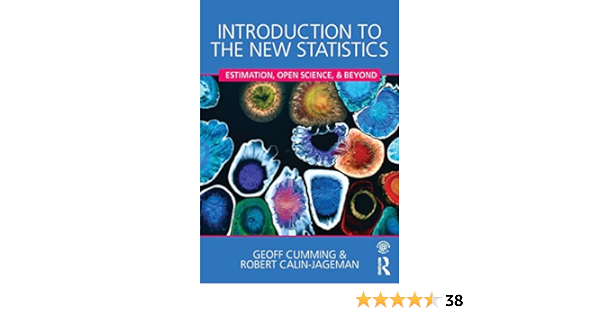 INTRODUCTION TO
THE NEW STATISTICS
ESTIMATION, OPEN SCIENCE, & BEYOND
GEOFF CUMMING &
ROBERT CALIN-JAGEMAN
R
38